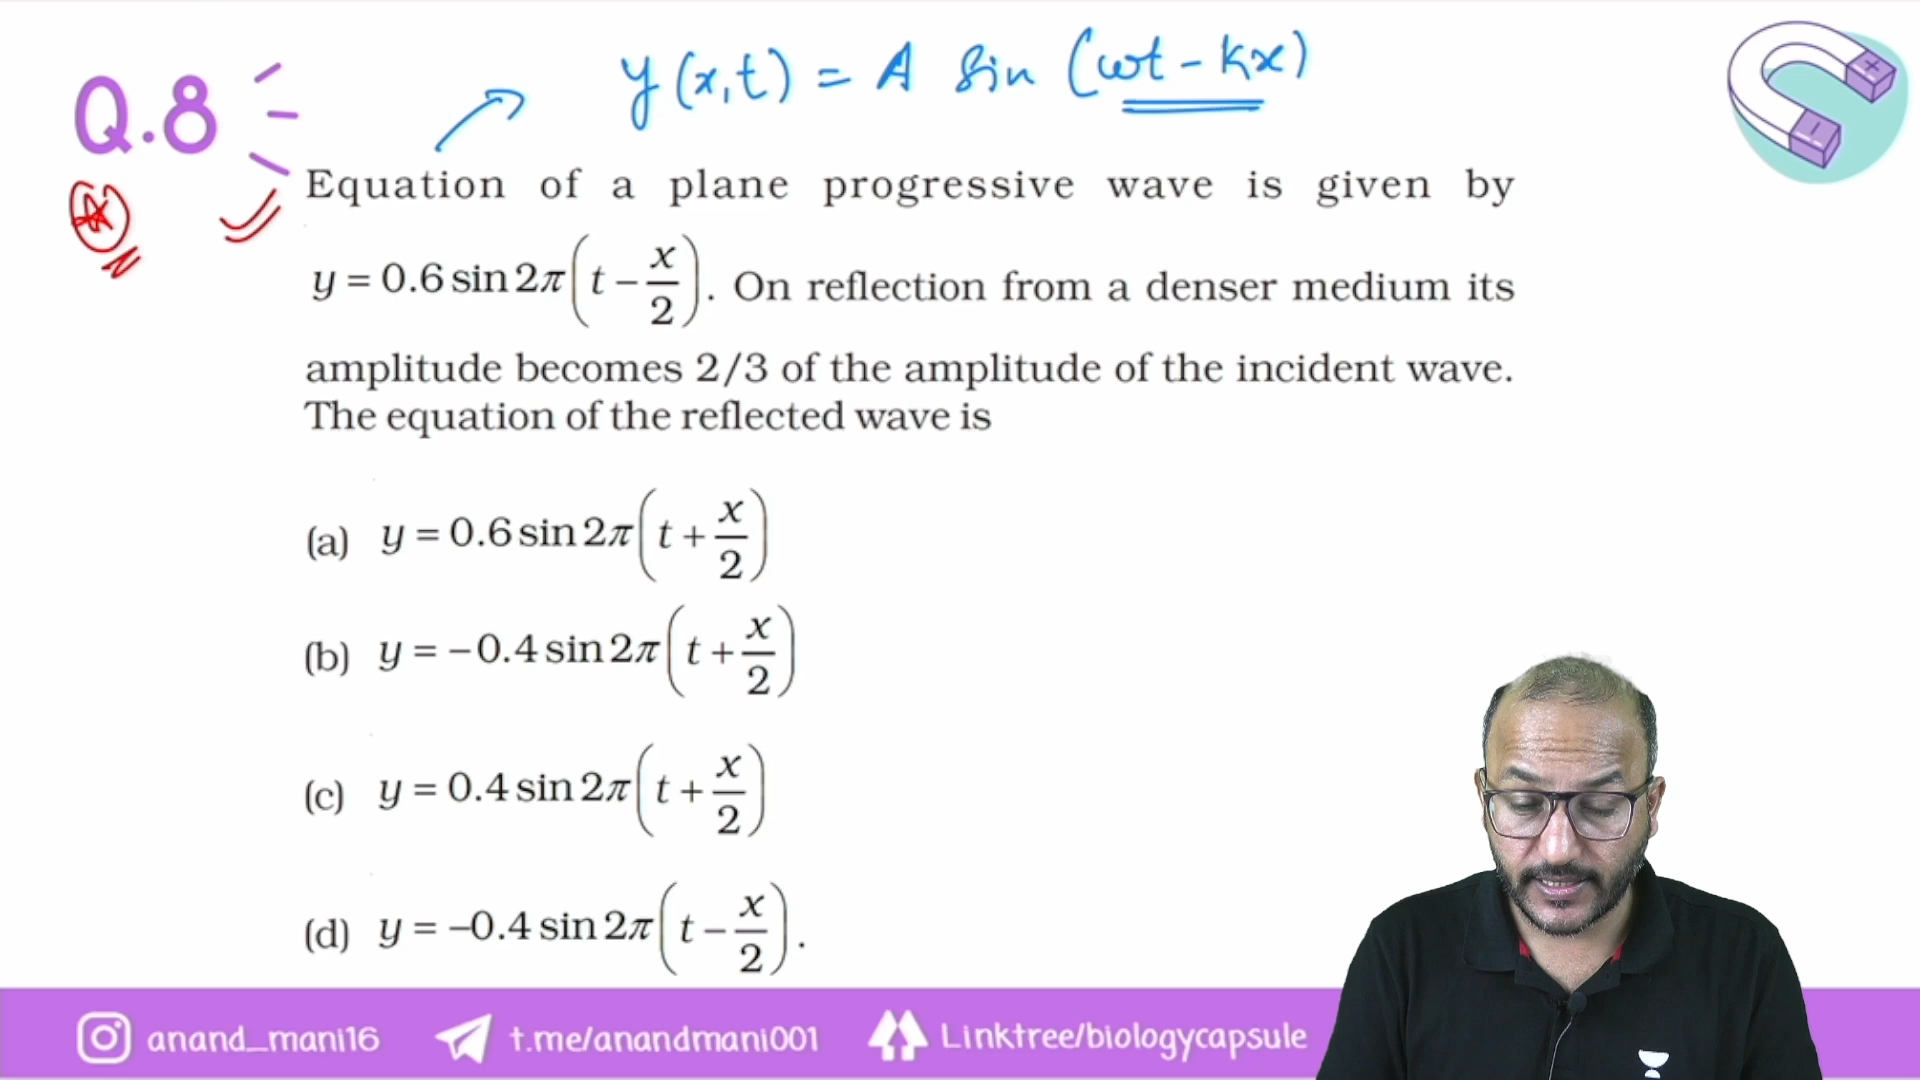 y(x,t) = A sin (ωt - kx)
Q.8
Equation of a plane progressive wave is given by
y = 0.6 sin 2π(t − x/2). On reflection from a denser medium its
amplitude becomes 2/3 of the amplitude of the incident wave.
The equation of the reflected wave is
(a) y = 0.6 sin 2π(t + x/2)
(b) y = −0.4 sin 2π(t + x/2)
(c) y = 0.4 sin 2π(t + x/2)
(d) y = −0.4 sin 2π(t − x/2).
anand_mani16 t.me/anandmani001 Linktree/biologycapsule